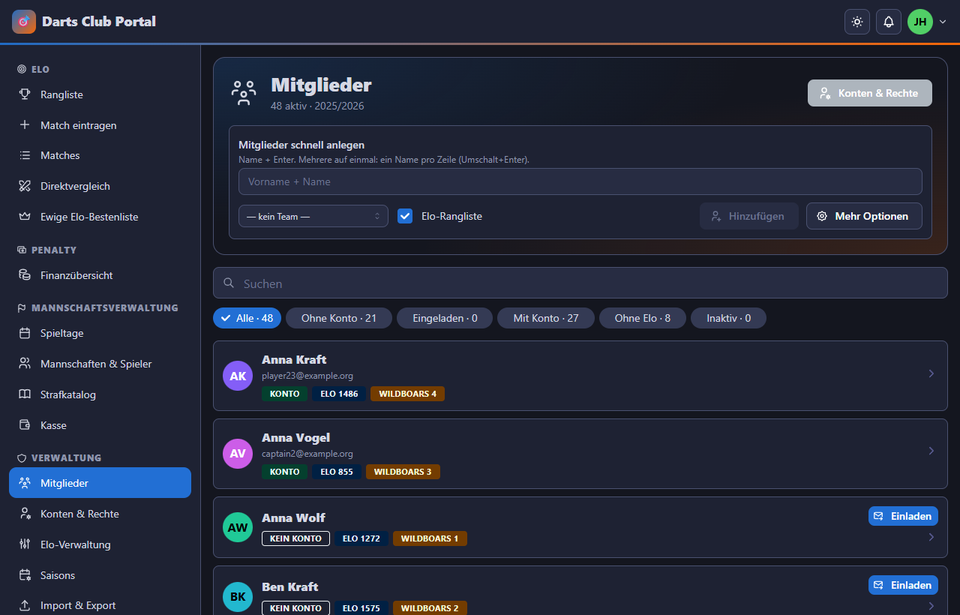 Darts Club Portal
JH
ELO
Rangliste
Match eintragen
Matches
Direktvergleich
Ewige Elo-Bestenliste
PENALTY
Finanzübersicht
MANNSCHAFTSVERWALTUNG
Spieltage
Mannschaften & Spieler
Strafkatalog
Kasse
VERWALTUNG
Mitglieder
Konten & Rechte
Elo-Verwaltung
Saisons
Import & Export
Mitglieder
48 aktiv · 2025/2026
Konten & Rechte
Mitglieder schnell anlegen
Name + Enter. Mehrere auf einmal: ein Name pro Zeile (Umschalt+Enter).
Vorname + Name
— kein Team —
Elo-Rangliste
Hinzufügen
Mehr Optionen
Suchen
Alle · 48
Ohne Konto · 21
Eingeladen · 0
Mit Konto · 27
Ohne Elo · 8
Inaktiv · 0
AK
Anna Kraft
player23@example.org
KONTO ELO 1486 WILDBOARS 4
AV
Anna Vogel
captain2@example.org
KONTO ELO 855 WILDBOARS 3
AW
Anna Wolf
KEIN KONTO ELO 1272 WILDBOARS 1
Einladen
BK
Ben Kraft
KEIN KONTO ELO 1575 WILDBOARS 2
Einladen